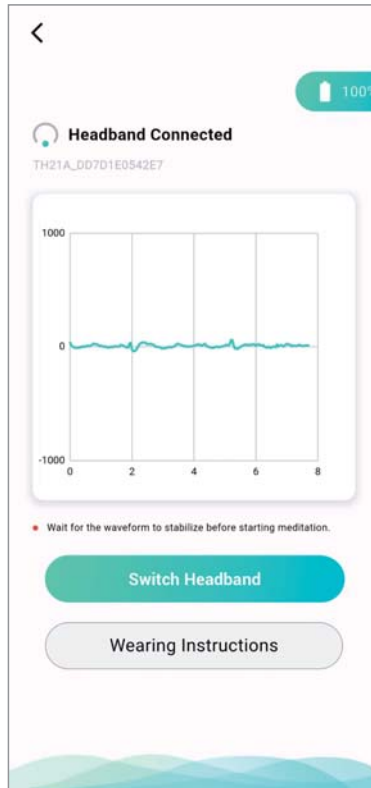 100%
Headband Connected
TH21A_DD7D1E0542E7
1000
0
-1000
0 2 4 6 8
* Wait for the waveform to stabilize before starting meditation.
Switch Headband
Wearing Instructions